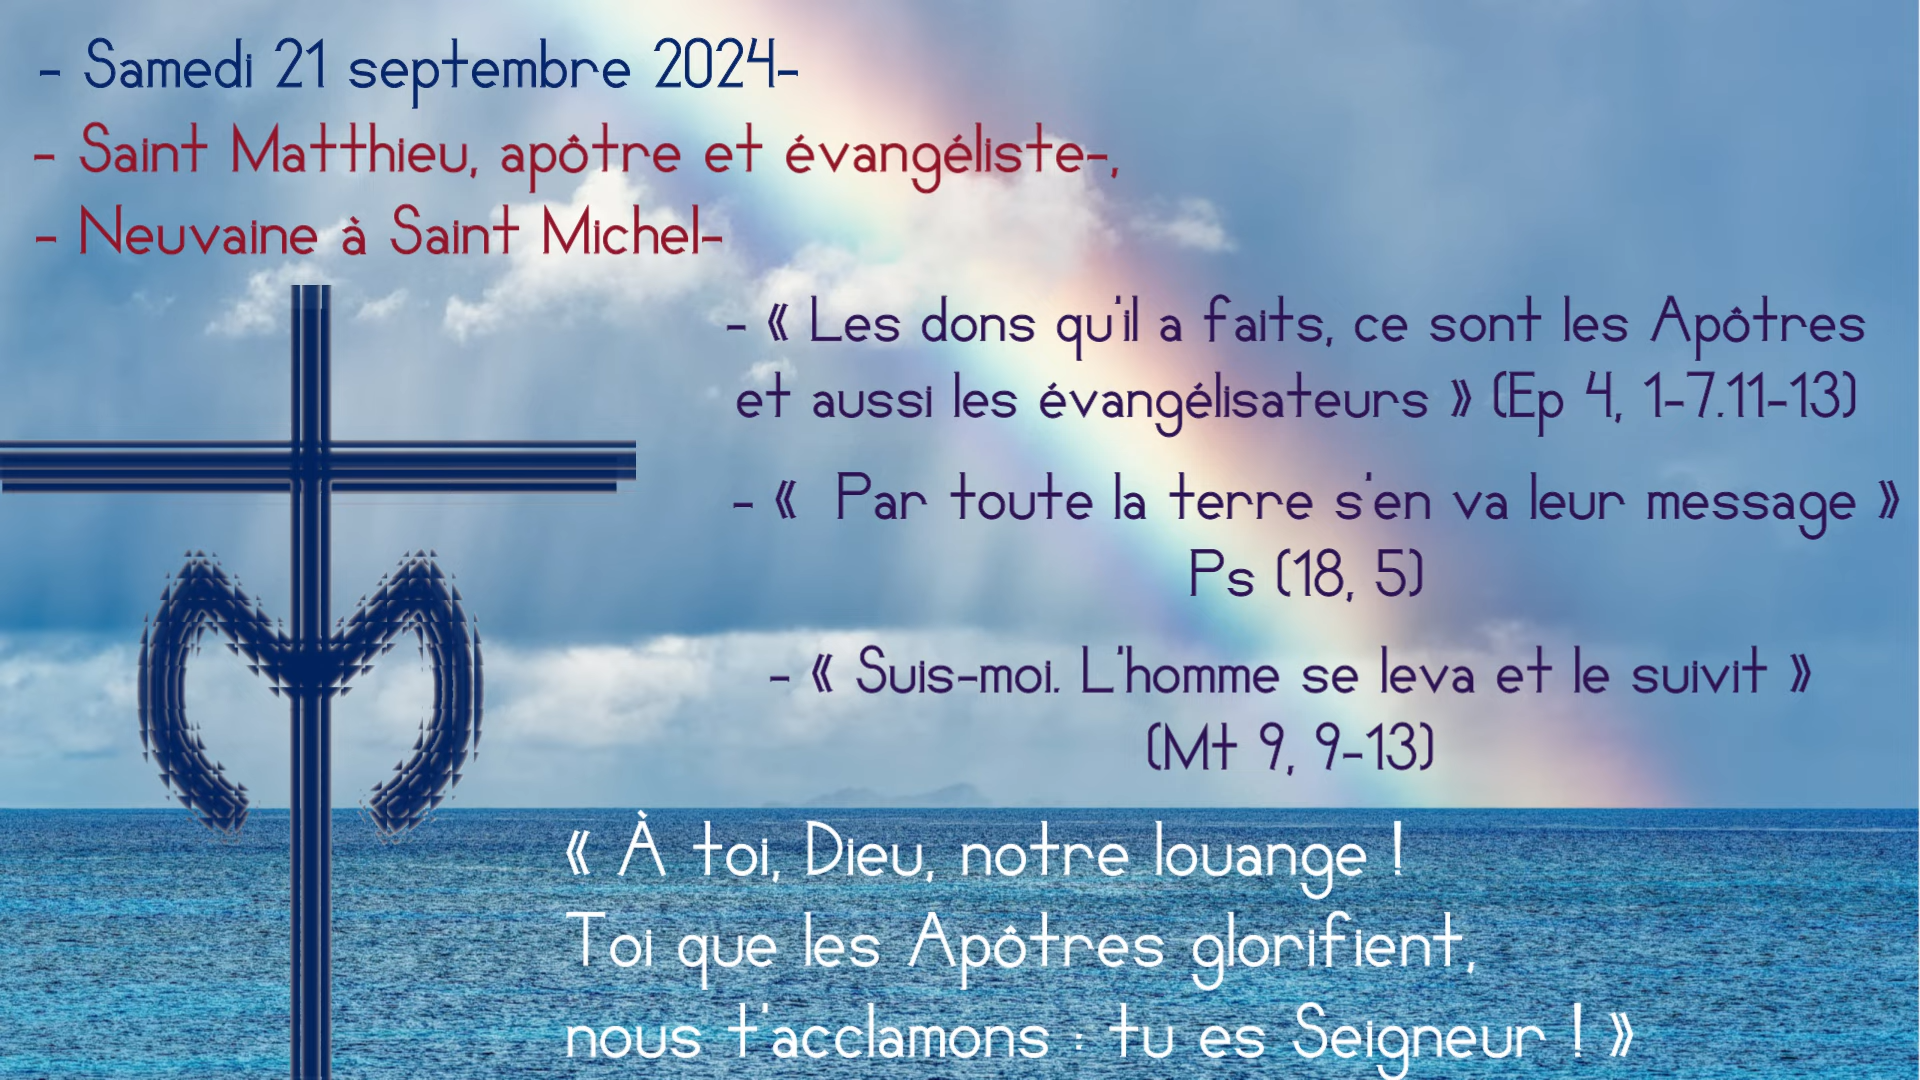 - Samedi 21 septembre 2024-
- Saint Matthieu, apôtre et évangéliste-,
- Neuvaine à Saint Michel-
- « Les dons qu'il a faits, ce sont les Apôtres
et aussi les évangélisateurs » (Ep 4, 1-7.11-13)
- « Par toute la terre s'en va leur message »
Ps (18, 5)
- « Suis-moi. L'homme se leva et le suivit »
(Mt 9, 9-13)
« À toi, Dieu, notre louange !
Toi que les Apôtres glorifient,
nous t'acclamons : tu es Seigneur ! »